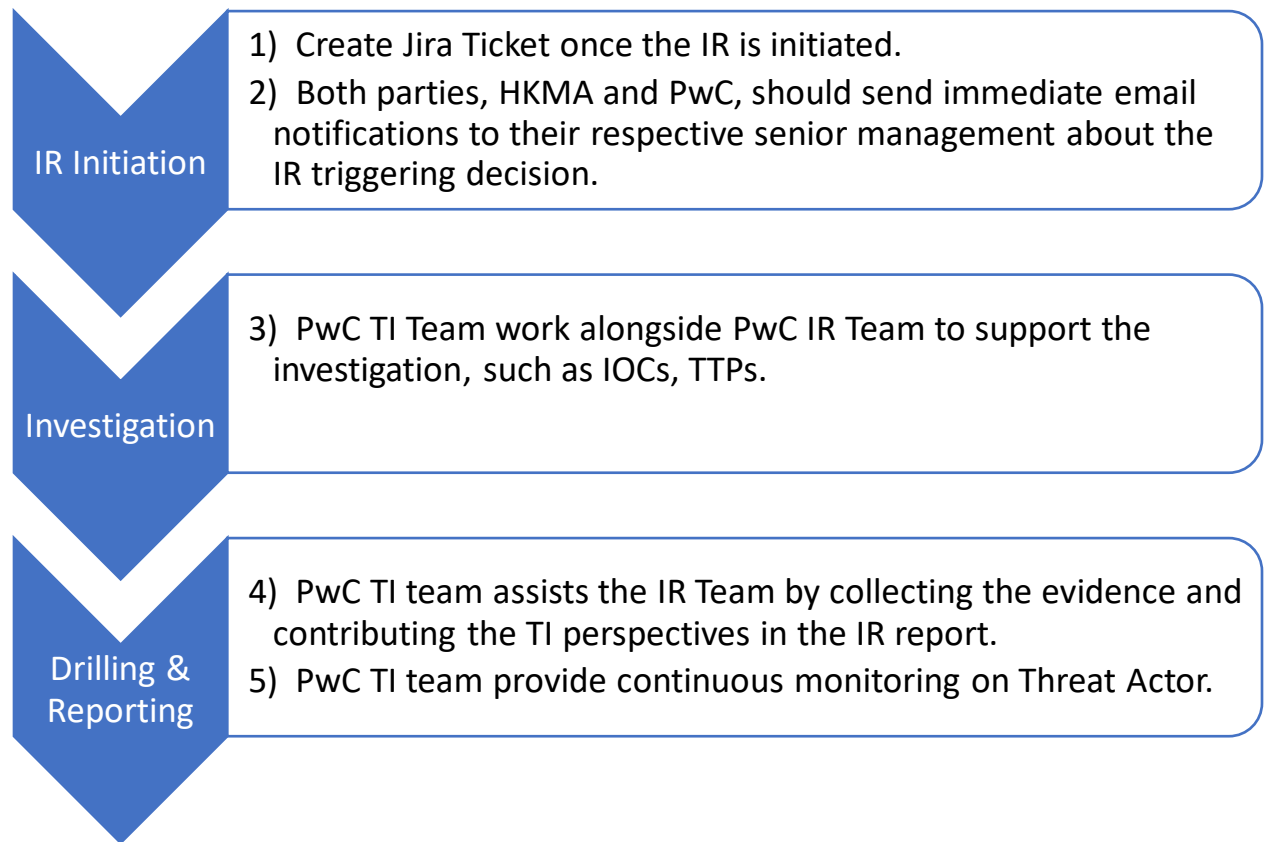 IR Initiation
1) Create Jira Ticket once the IR is initiated.
2) Both parties, HKMA and PwC, should send immediate email
notifications to their respective senior management about the
IR triggering decision.
Investigation
3) PwC TI Team work alongside PwC IR Team to support the
investigation, such as IOCs, TTPs.
Drilling &
Reporting
4) PwC TI team assists the IR Team by collecting the evidence and
contributing the TI perspectives in the IR report.
5) PwC TI team provide continuous monitoring on Threat Actor.